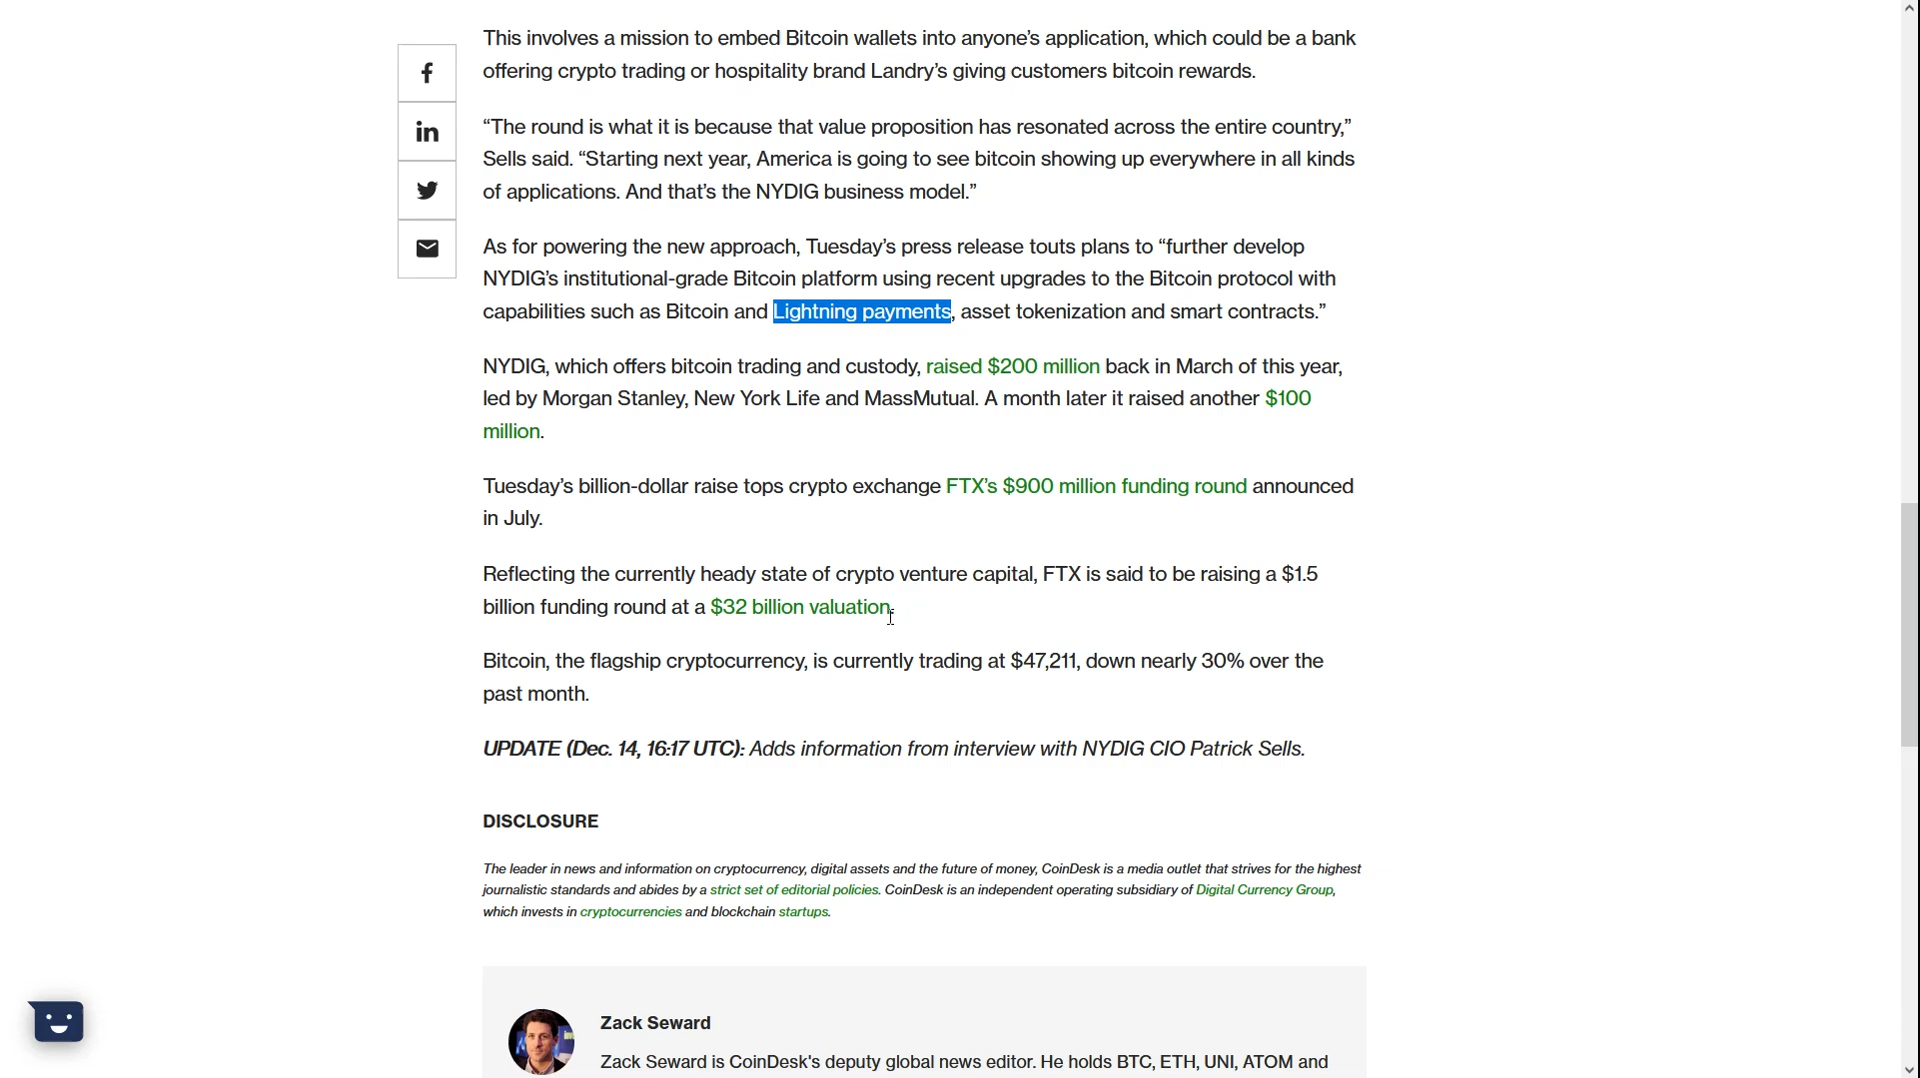 This involves a mission to embed Bitcoin wallets into anyone’s application, which could be a bank
offering crypto trading or hospitality brand Landry’s giving customers bitcoin rewards.
“The round is what it is because that value proposition has resonated across the entire country,”
Sells said. “Starting next year, America is going to see bitcoin showing up everywhere in all kinds
of applications. And that’s the NYDIG business model.”
As for powering the new approach, Tuesday’s press release touts plans to “further develop
NYDIG’s institutional-grade Bitcoin platform using recent upgrades to the Bitcoin protocol with
capabilities such as Bitcoin and Lightning payments, asset tokenization and smart contracts.”
NYDIG, which offers bitcoin trading and custody, raised $200 million back in March of this year,
led by Morgan Stanley, New York Life and MassMutual. A month later it raised another $100
million.
Tuesday’s billion-dollar raise tops crypto exchange FTX’s $900 million funding round announced
in July.
Reflecting the currently heady state of crypto venture capital, FTX is said to be raising a $1.5
billion funding round at a $32 billion valuation.
Bitcoin, the flagship cryptocurrency, is currently trading at $47,211, down nearly 30% over the
past month.
UPDATE (Dec. 14, 16:17 UTC): Adds information from interview with NYDIG CIO Patrick Sells.
DISCLOSURE
The leader in news and information on cryptocurrency, digital assets and the future of money, CoinDesk is a media outlet that strives for the highest
journalistic standards and abides by a strict set of editorial policies. CoinDesk is an independent operating subsidiary of Digital Currency Group,
which invests in cryptocurrencies and blockchain startups.
Zack Seward
Zack Seward is CoinDesk's deputy global news editor. He holds BTC, ETH, UNI, ATOM and